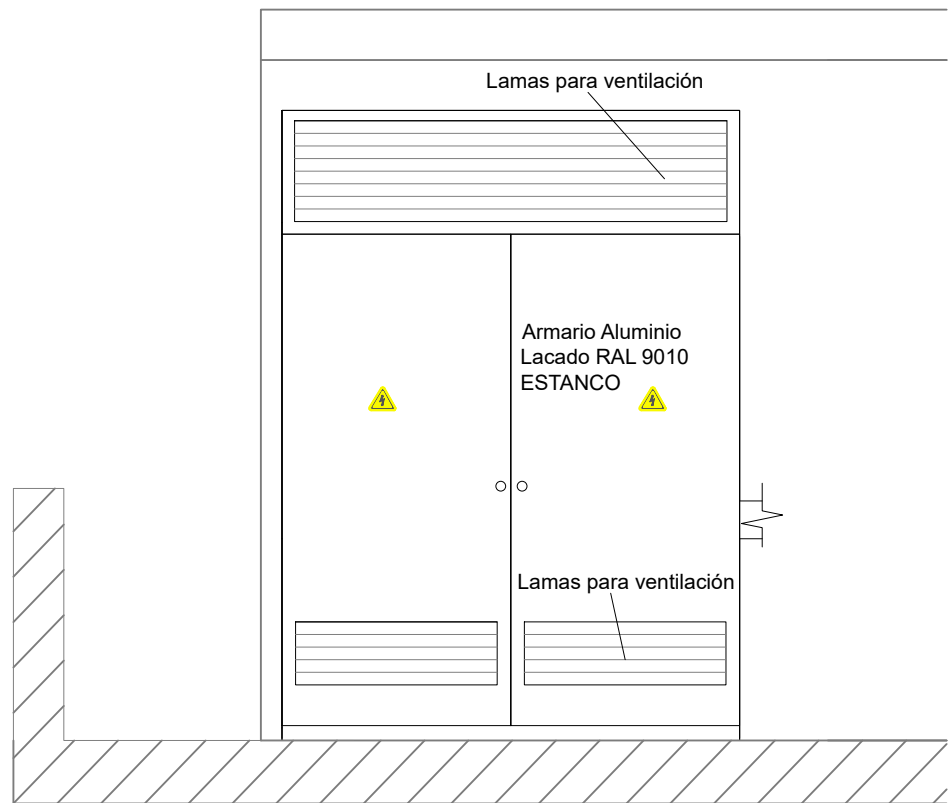 Lamas para ventilación
Armario Aluminio
Lacado RAL 9010
ESTANCO
Lamas para ventilación